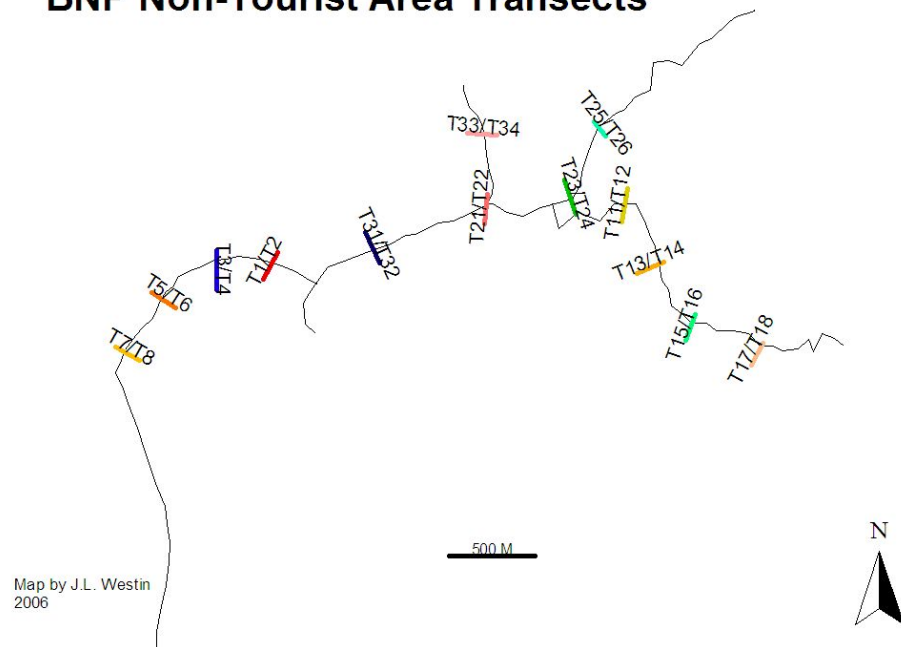 BNP Non-Tourist Area Transects
T25/T26
T33/T34
T23/T24
T11/T12
T21/T22
T31/T32
T13/T14
T3/T4
T1/T2
T5/T6
T15/T16
T17/T18
T7/T8
500 M
N
Map by J.L. Westin
2006